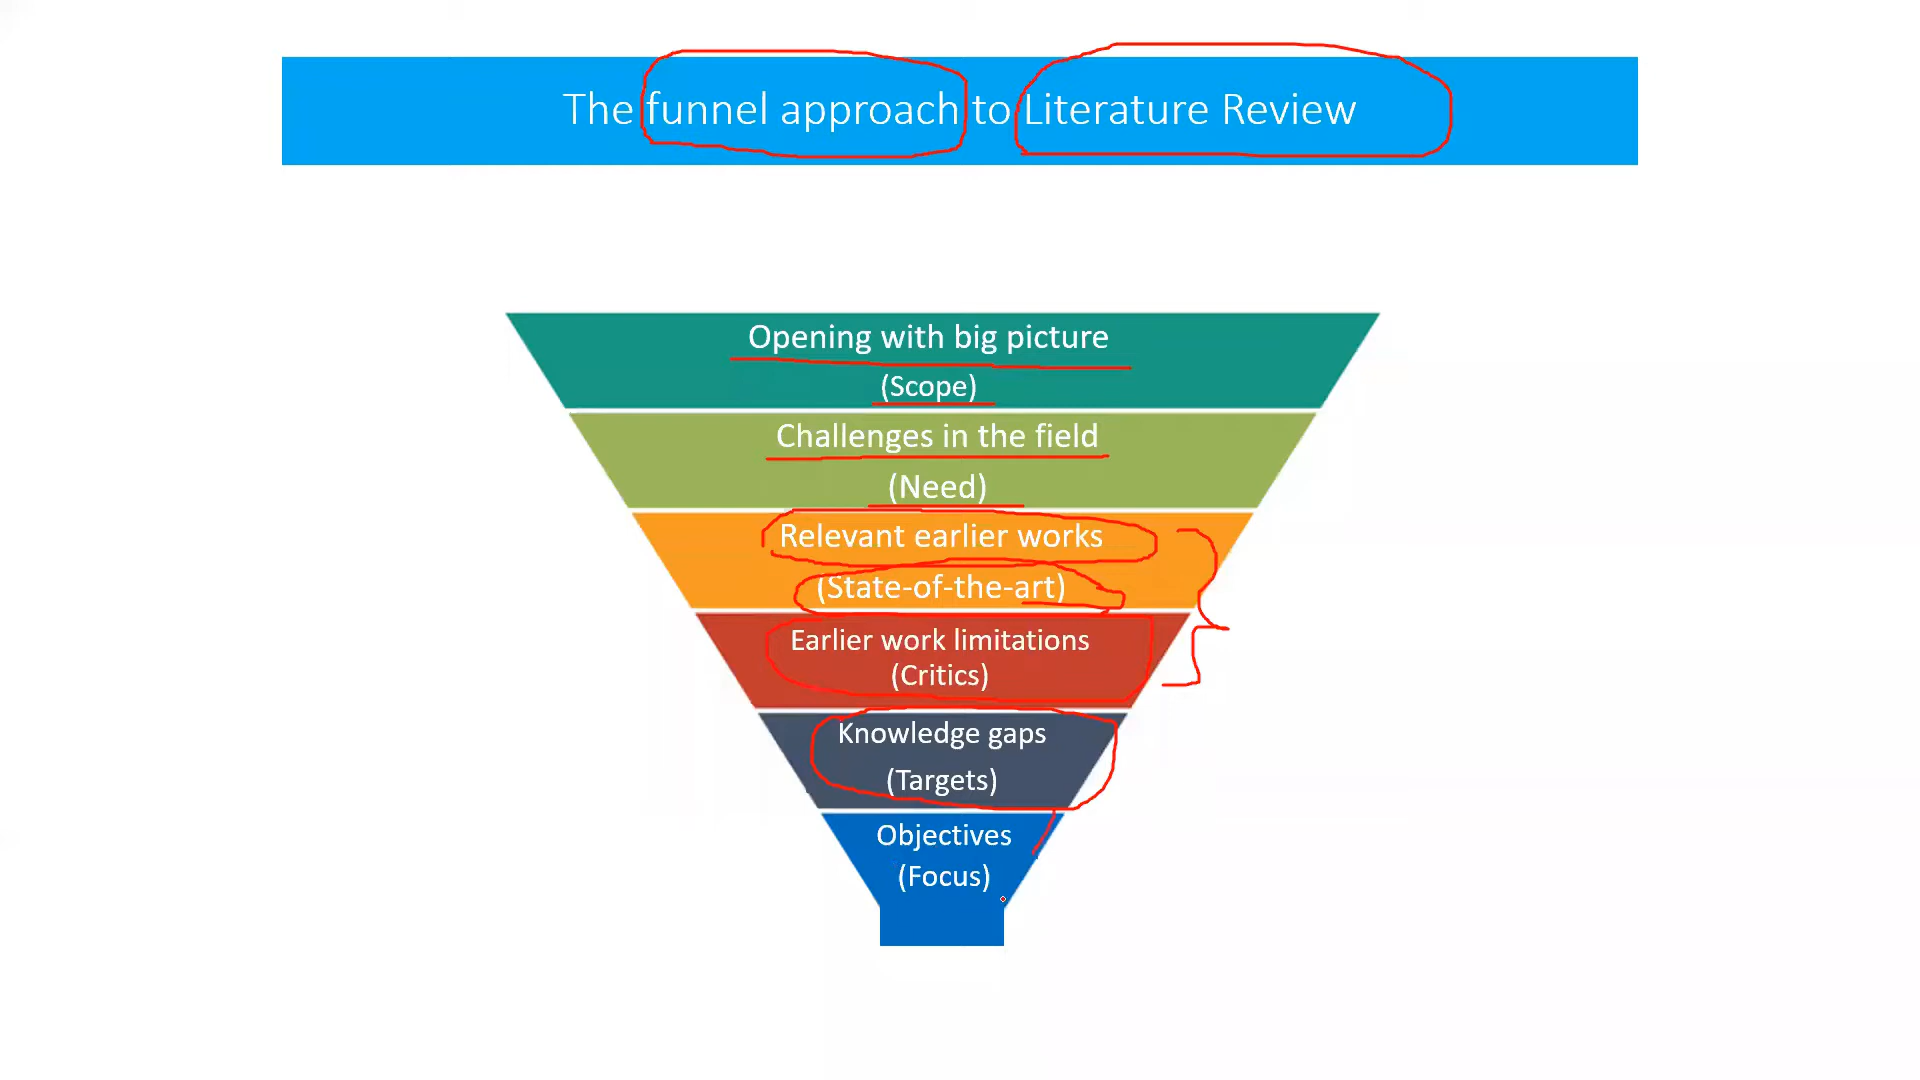 The funnel approach to Literature Review
Opening with big picture
(Scope)
Challenges in the field
(Need)
Relevant earlier works
(State-of-the-art)
Earlier work limitations
(Critics)
Knowledge gaps
(Targets)
Objectives
(Focus)